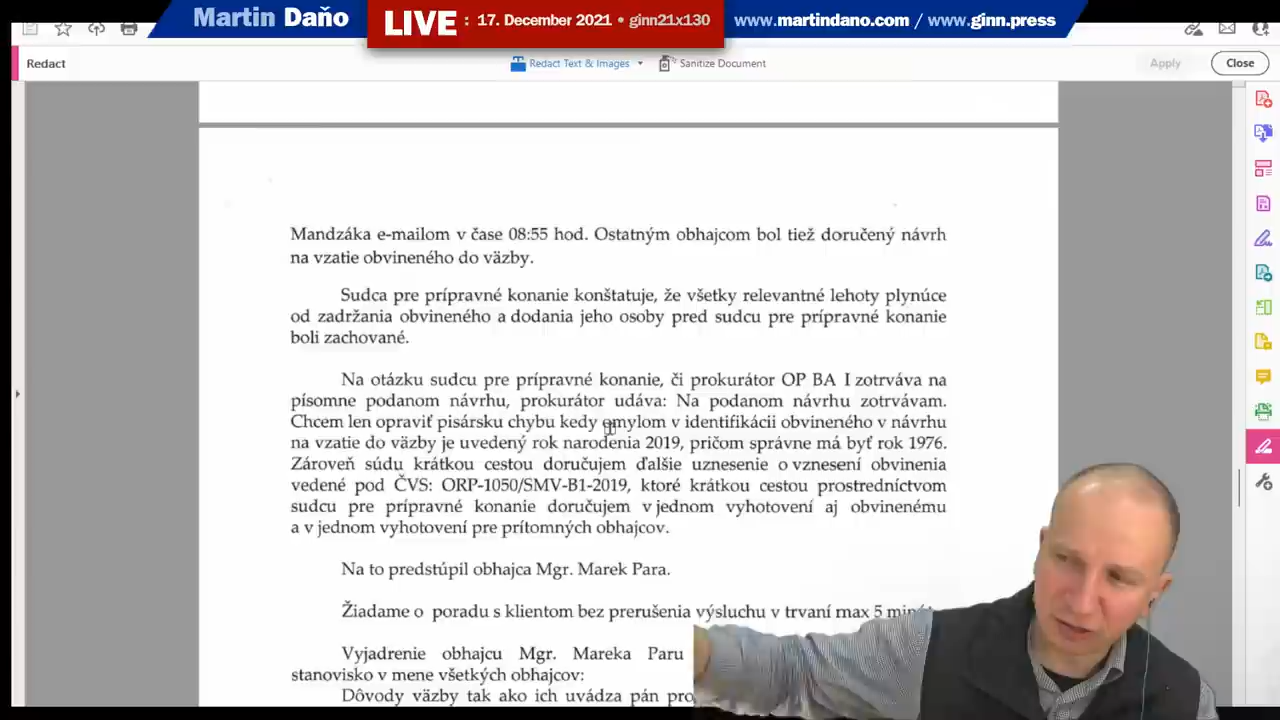 Martin Daňo
LIVE : 17. December 2021 • ginn21x130
www.martindano.com / www.ginn.press
Redact
Redact Text & Images
Sanitize Document
Apply
Close
Mandzáka e-mailom v čase 08:55 hod. Ostatným obhajcom bol tiež doručený návrh
na vzatie obvineného do väzby.
Sudca pre prípravné konanie konštatuje, že všetky relevantné lehoty plynúce
od zadržania obvineného a dodania jeho osoby pred sudcu pre prípravné konanie
boli zachované.
Na otázku sudcu pre prípravné konanie, či prokurátor OP BA I zotrváva na
písomne podanom návrhu, prokurátor udáva: Na podanom návrhu zotrvávam.
Chcem len opraviť pisársku chybu kedy omylom v identifikácii obvineného v návrhu
na vzatie do väzby je uvedený rok narodenia 2019, pričom správne má byť rok 1976.
Zároveň súdu krátkou cestou doručujem ďalšie uznesenie o vznesení obvinenia
vedené pod ČVS: ORP-1050/SMV-B1-2019, ktoré krátkou cestou prostredníctvom
sudcu pre prípravné konanie doručujem v jednom vyhotovení aj obvinenému
a v jednom vyhotovení pre prítomných obhajcov.
Na to predstúpil obhajca Mgr. Marek Para.
Žiadame o poradu s klientom bez prerušenia výsluchu v trvaní max 5
Vyjadrenie obhajcu Mgr. Mareka Paru
stanovisko v mene všetkých obhajcov:
Dôvody väzby tak ako ich uvádza pán